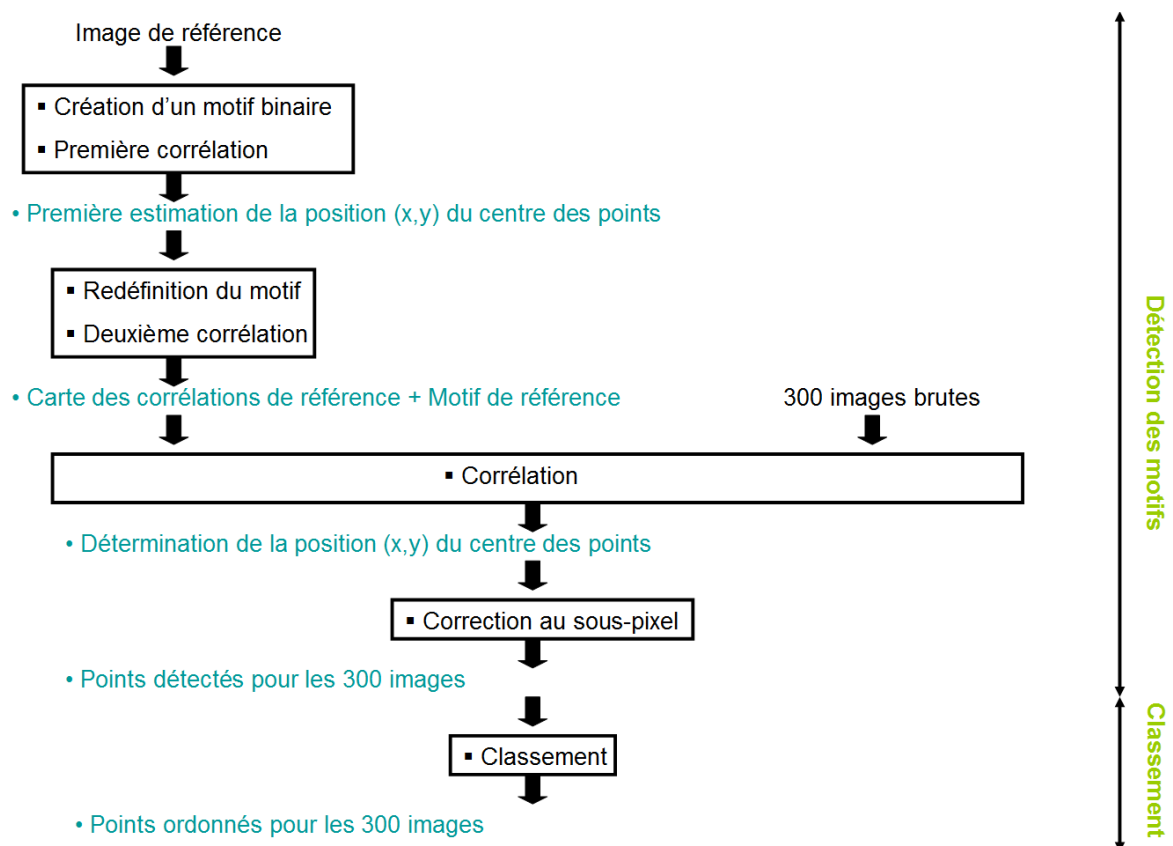 Image de référence
▪ Création d'un motif binaire
▪ Première corrélation
• Première estimation de la position (x,y) du centre des points
▪ Redéfinition du motif
▪ Deuxième corrélation
• Carte des corrélations de référence + Motif de référence
300 images brutes
▪ Corrélation
• Détermination de la position (x,y) du centre des points
▪ Correction au sous-pixel
• Points détectés pour les 300 images
▪ Classement
• Points ordonnés pour les 300 images
Détection des motifs
Classement